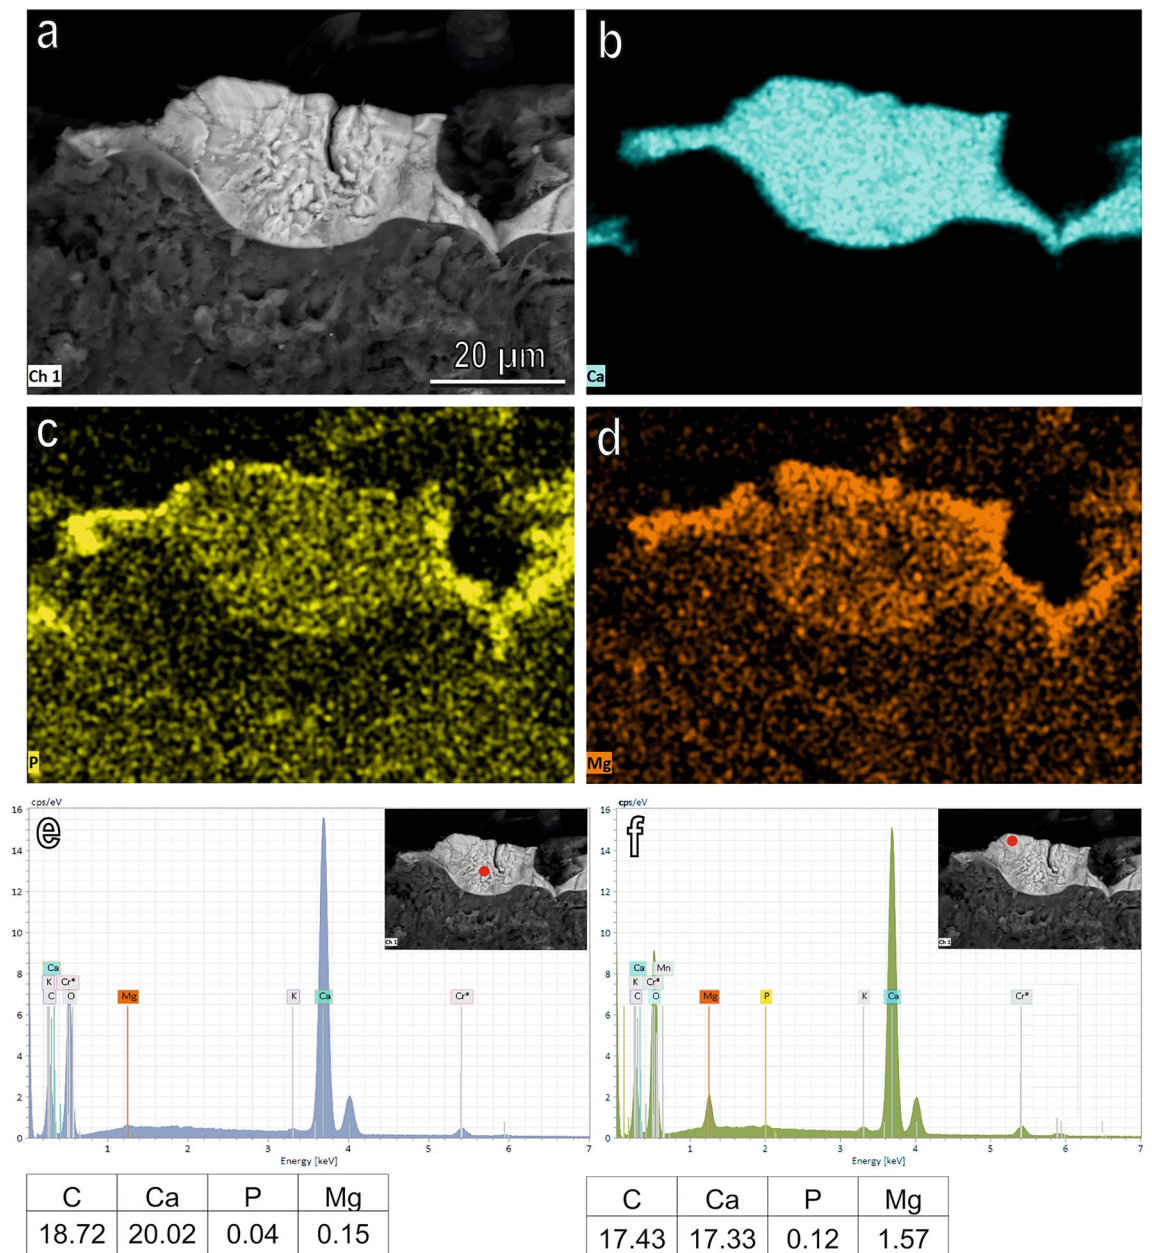 a
b
Ch 1
20 µm
Ca
c
d
P
Mg
cps/eV
16
14
12
10
8
6
4
2
0
e
Ca
K Cr*
C O
Mg
K
Ca
Cr*
Ch 1
1 2 3 4 5 6 7
Energy [keV]
cps/eV
16
14
12
10
8
6
4
2
0
f
Ca Mn
K Cr*
C O
Mg
P
K
Ca
Cr*
Ch 1
1 2 3 4 5 6 7
Energy [keV]
C Ca P Mg
18.72 20.02 0.04 0.15
C Ca P Mg
17.43 17.33 0.12 1.57